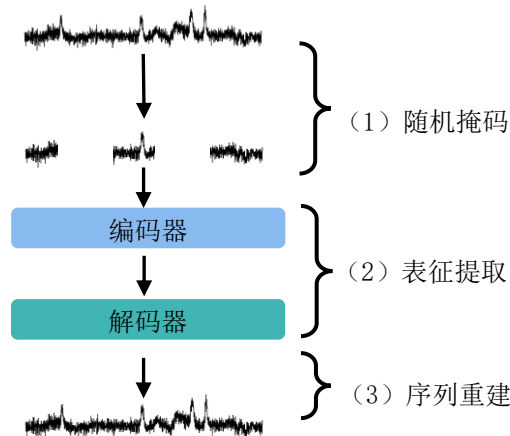 （1）随机掩码
编码器
（2）表征提取
解码器
（3）序列重建